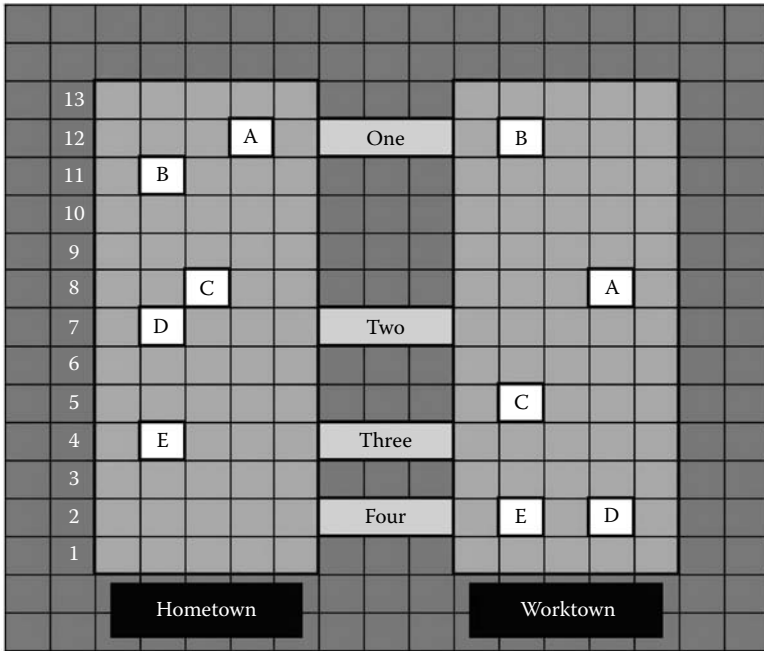 13
12 A One B
11 B
10
9
8 C A
7 D Two
6
5 C
4 E Three
3
2 Four E D
1
Hometown Worktown